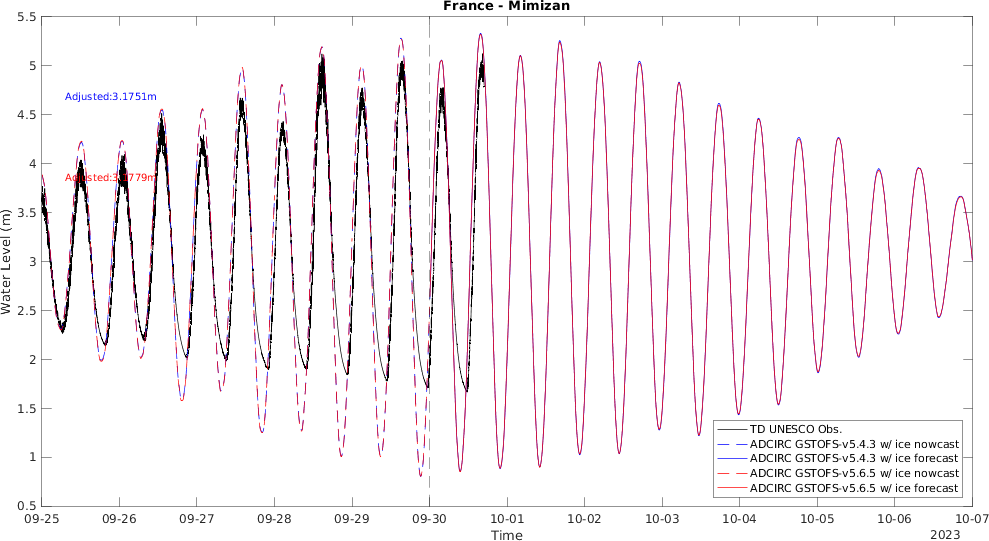 France - Mimizan
Water Level (m)
5.5
5
4.5
4
3.5
3
2.5
2
1.5
1
0.5
Adjusted:3.1751m
TD UNESCO Obs.
ADCIRC GSTOFS-v5.4.3 w/ ice nowcast
ADCIRC GSTOFS-v5.4.3 w/ ice forecast
ADCIRC GSTOFS-v5.6.5 w/ ice nowcast
ADCIRC GSTOFS-v5.6.5 w/ ice forecast
09-25 09-26 09-27 09-28 09-29 09-30 10-01 10-02 10-03 10-04 10-05 10-06 10-07
Time
2023